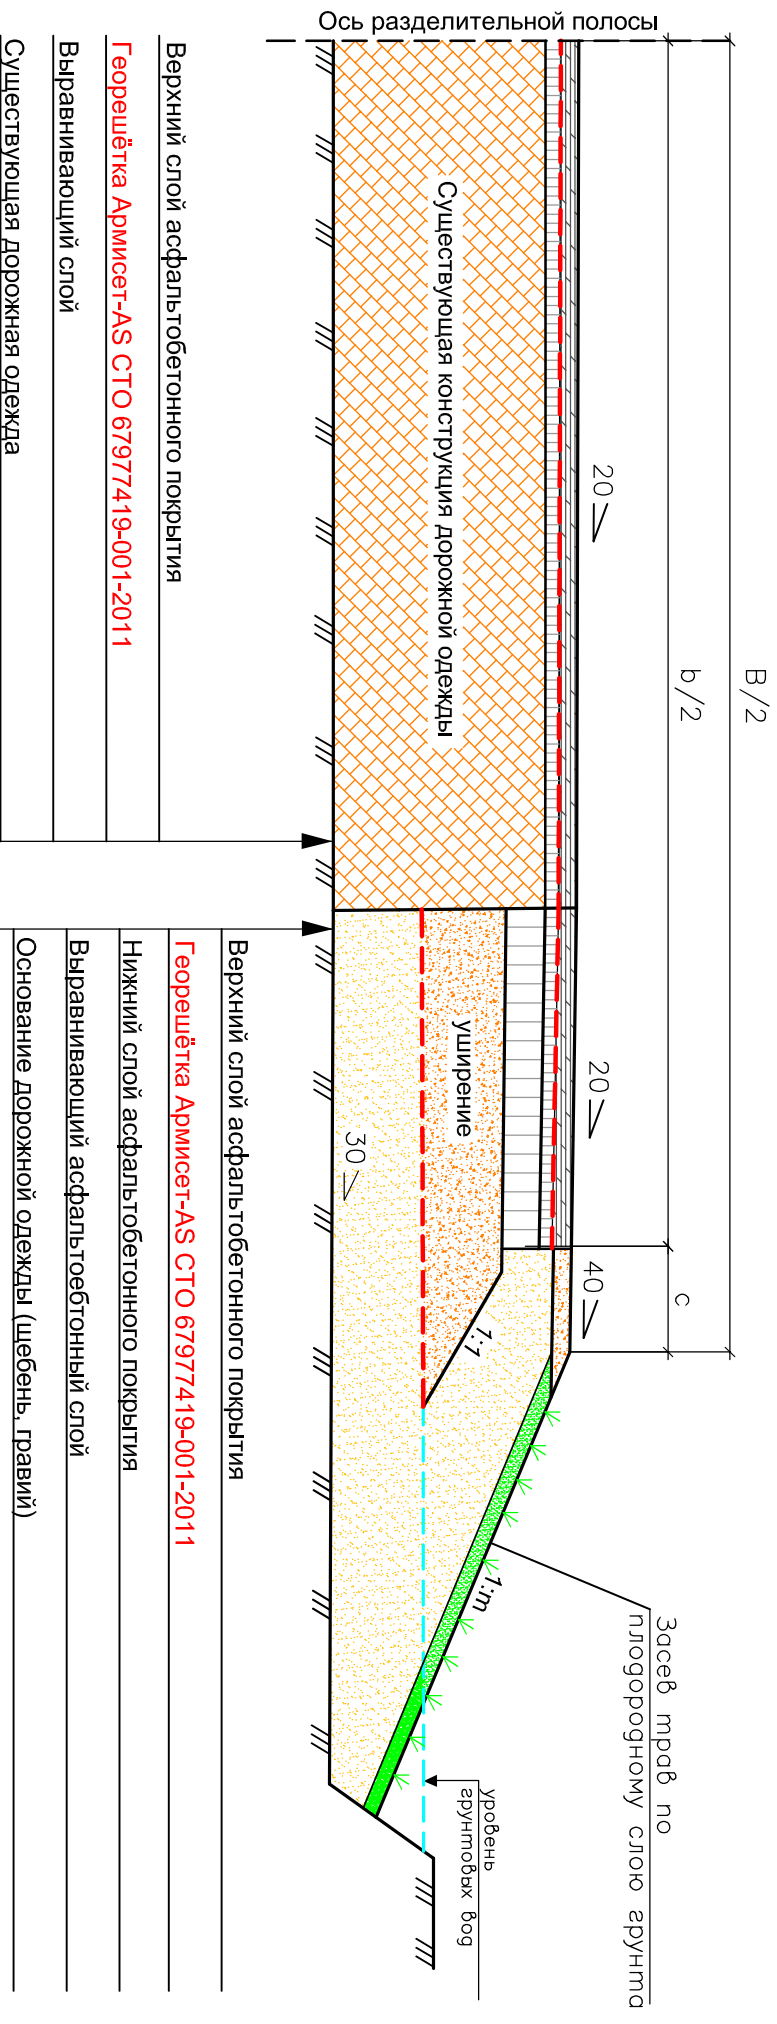 Ось разделительной полосы
B/2
b/2
c
20
20
40
Засев трав по
плодородному слою грунта
Существующая конструкция дорожной одежды
уширение
1:1
1:m
30
уровень
грунтовых вод
Верхний слой асфальтобетонного покрытия
Георешётка Армисет-AS СТО 67977419-001-2011
Выравнивающий слой
Существующая дорожная одежда
Верхний слой асфальтобетонного покрытия
Георешётка Армисет-AS СТО 67977419-001-2011
Нижний слой асфальтобетонного покрытия
Выравнивающий асфальтоебтонный слой
Основание дорожной одежды (щебень, гравий)